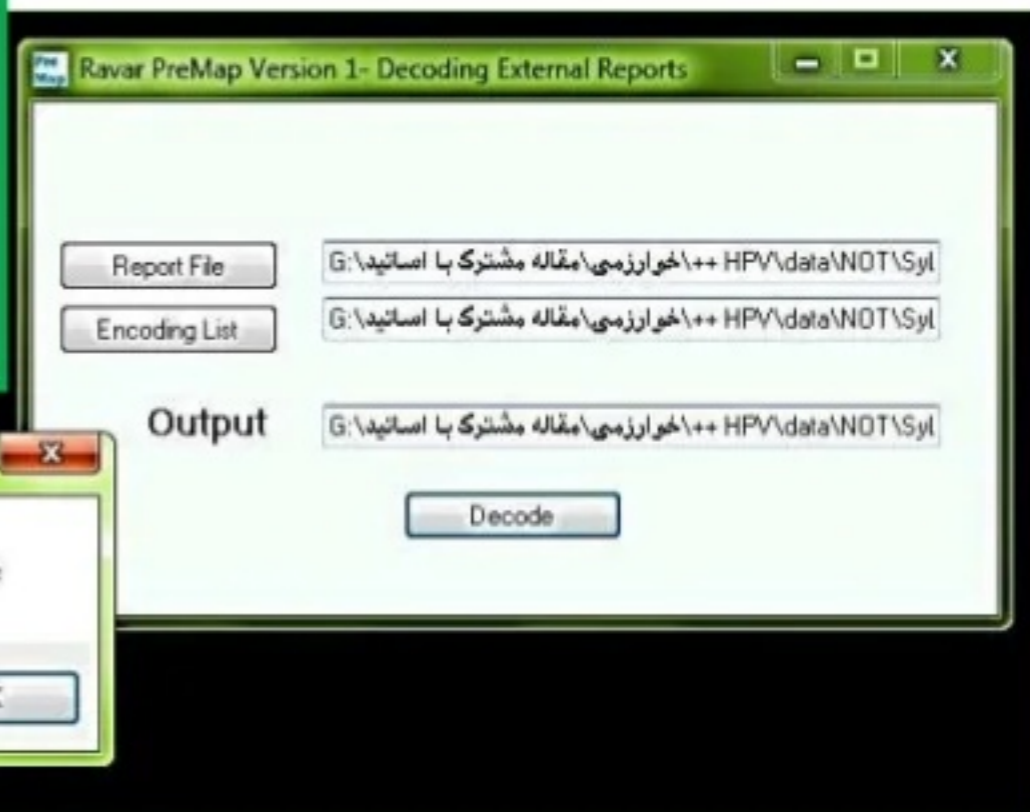 Pre Map
Ravar PreMap Version 1- Decoding External Reports
Report File
G:\خوارزمی\مقاله مشترک با اساتید\++ HPV\data\NOT\Syl
Encoding List
G:\خوارزمی\مقاله مشترک با اساتید\++ HPV\data\NOT\Syl
Output
G:\خوارزمی\مقاله مشترک با اساتید\++ HPV\data\NOT\Syl
Decode